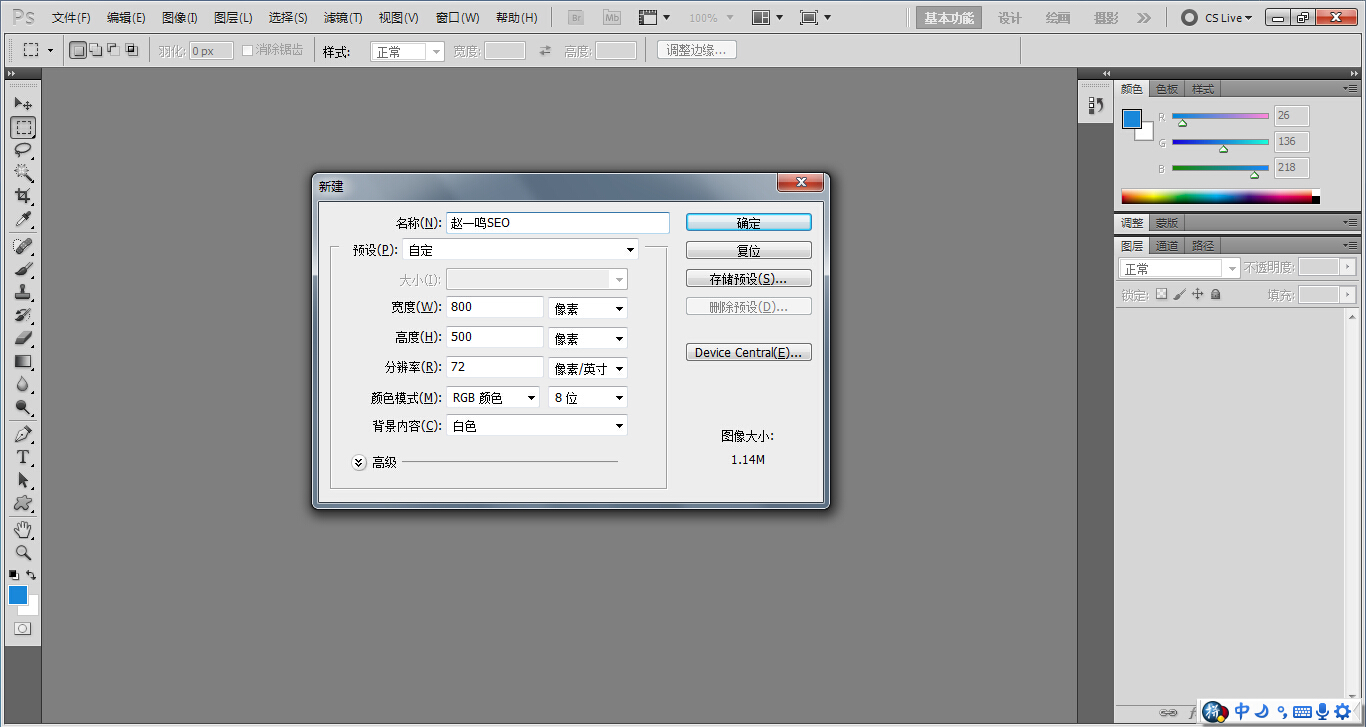 Ps 文件(F) 编辑(E) 图像(I) 图层(L) 选择(S) 滤镜(T) 视图(V) 窗口(W) 帮助(H) Br Mb 100% 基本功能 设计 绘画 摄影 CS Live
羽化: 0 px 消除锯齿 样式: 正常 宽度: 高度: 调整边缘...
颜色 色板 样式
R 26
G 136
B 218
调整 蒙版
图层 通道 路径
正常 不透明度:
锁定: 填充:
新建
名称(N): 赵一鸣SEO 确定
预设(P): 自定 复位
大小(I): 存储预设(S)...
宽度(W): 800 像素 删除预设(D)...
高度(H): 500 像素
分辨率(R): 72 像素/英寸 Device Central(E)...
颜色模式(M): RGB 颜色 8 位
背景内容(C): 白色
图像大小:
高级 1.14M
T
中